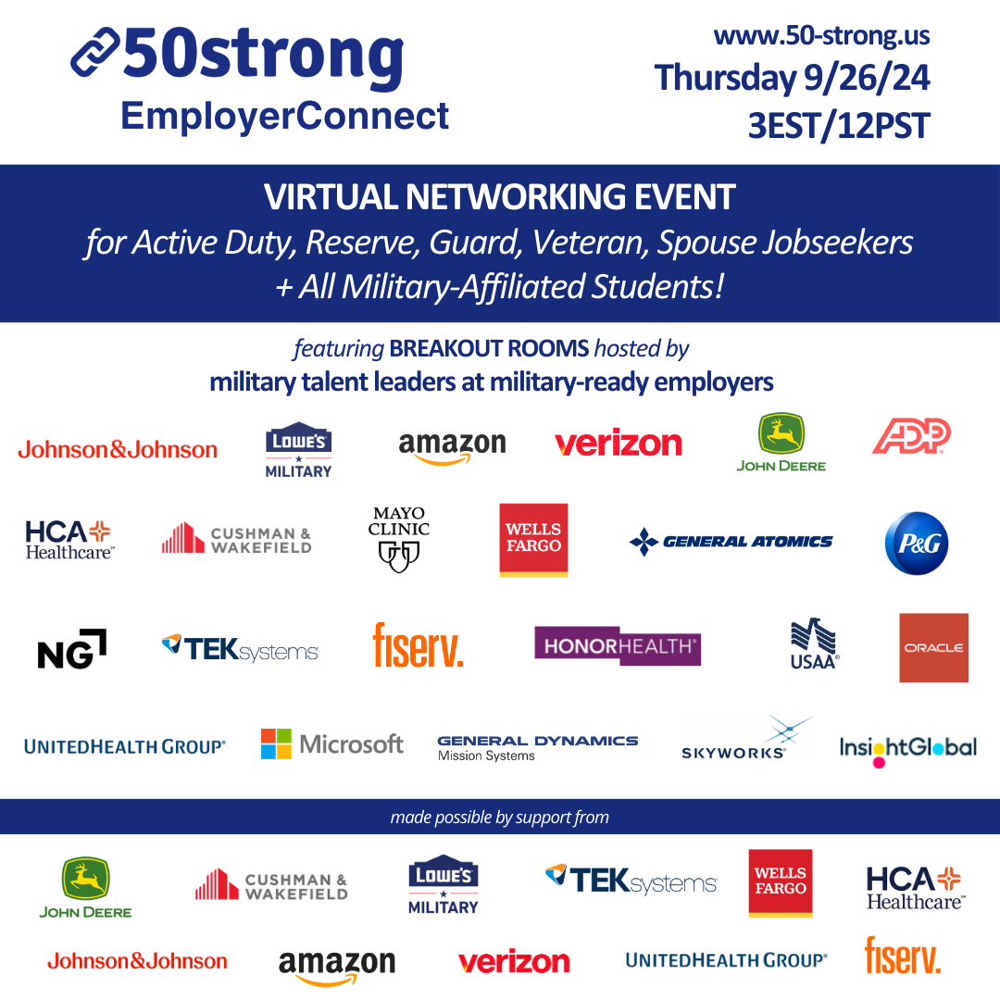 50strong
EmployerConnect
www.50-strong.us
Thursday 9/26/24
3EST/12PST
VIRTUAL NETWORKING EVENT
for Active Duty, Reserve, Guard, Veteran, Spouse Jobseekers
+ All Military-Affiliated Students!
featuring BREAKOUT ROOMS hosted by
military talent leaders at military-ready employers
Johnson&Johnson
LOWE'S
MILITARY
amazon
verizon
JOHN DEERE
ADP
HCA
Healthcare℠
CUSHMAN &
WAKEFIELD
MAYO
CLINIC
WELLS
FARGO
GENERAL ATOMICS
P&G
NG
TEKsystems
fiserv.
HONORHEALTH®
USAA®
ORACLE
UNITEDHEALTH GROUP®
Microsoft
GENERAL DYNAMICS
Mission Systems
SKYWORKS®
InsightGlobal
made possible by support from
JOHN DEERE
CUSHMAN &
WAKEFIELD
LOWE'S
MILITARY
TEKsystems
WELLS
FARGO
HCA
Healthcare℠
Johnson&Johnson
amazon
verizon
UNITEDHEALTH GROUP®
fiserv.